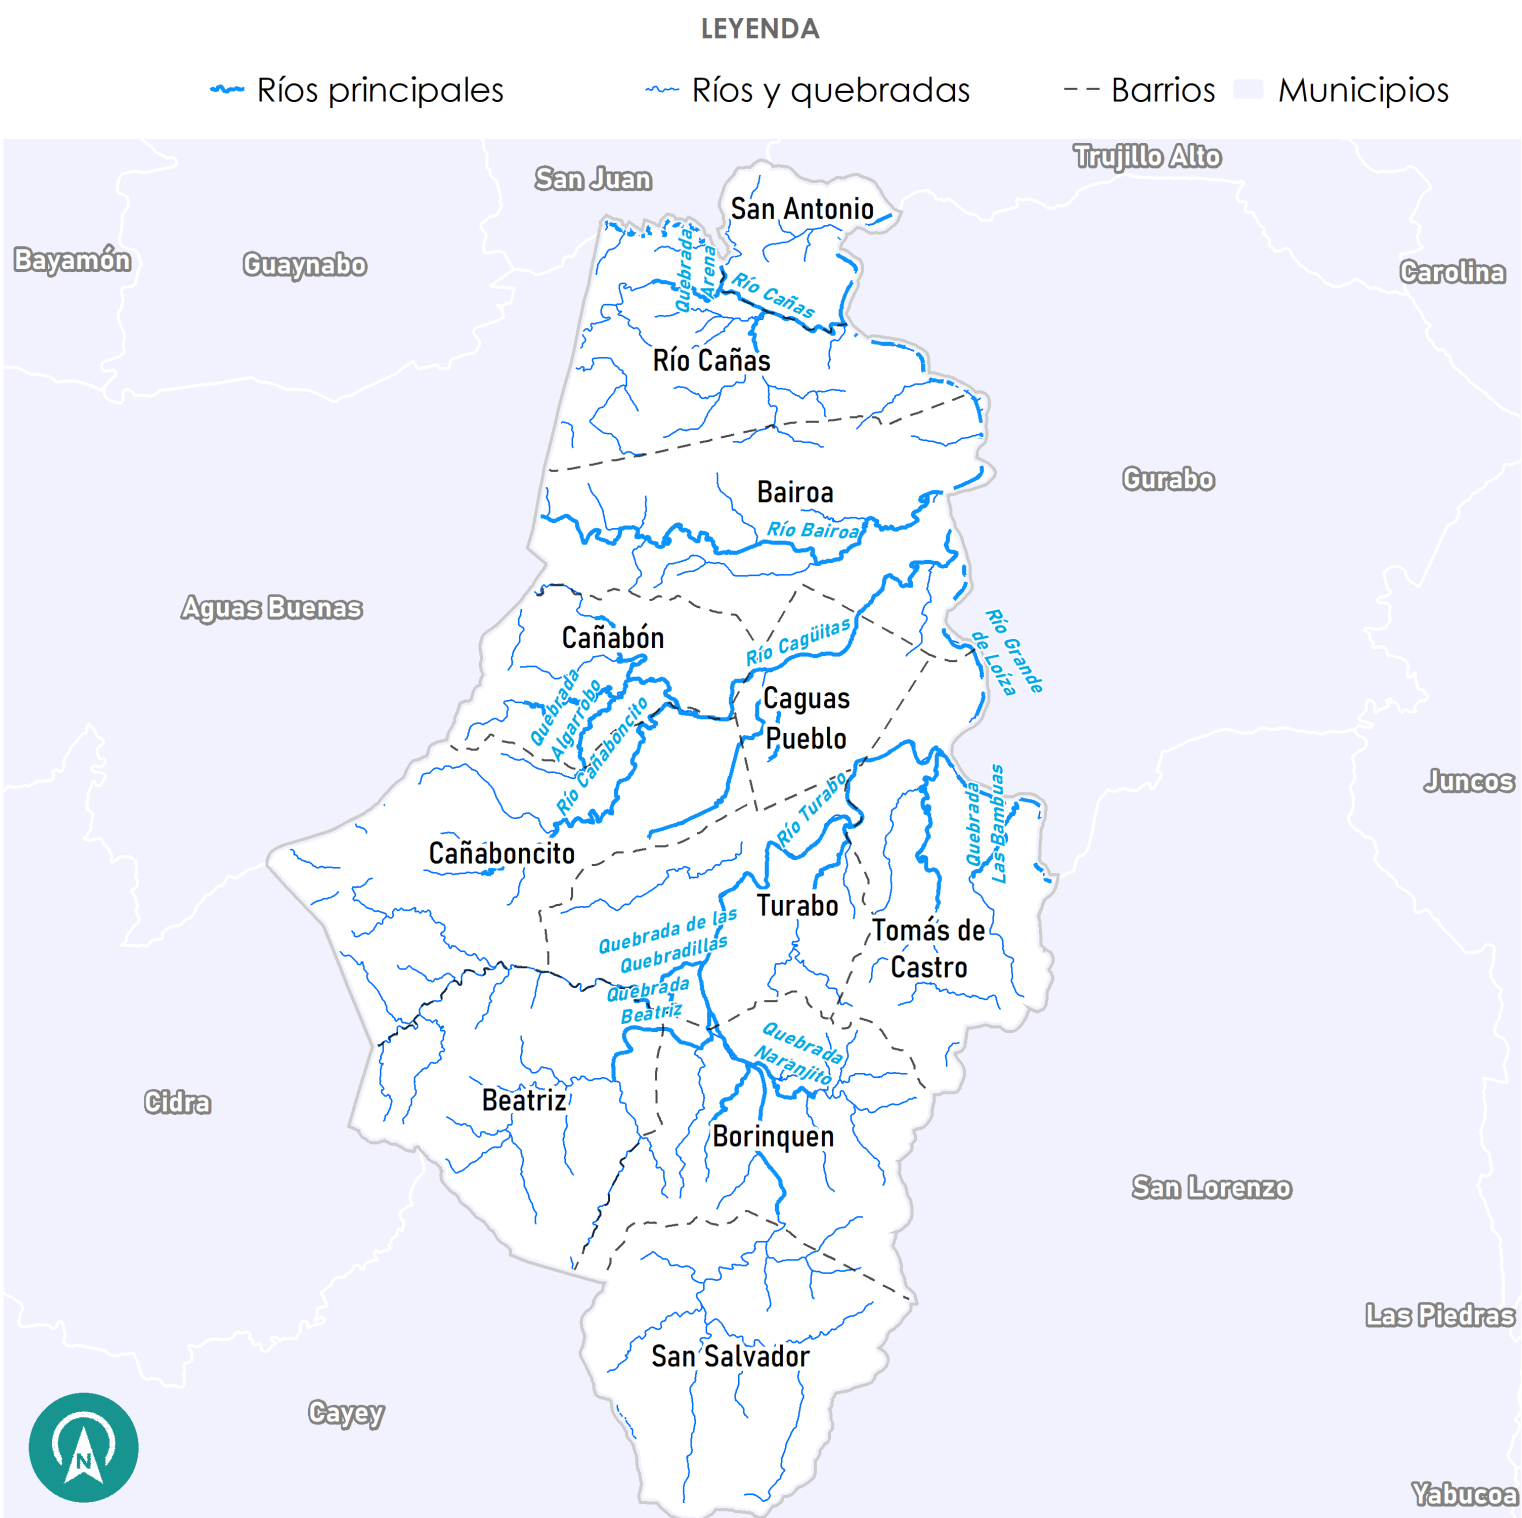 LEYENDA
Ríos principales
Ríos y quebradas
Barrios
Municipios
Trujillo Alto
San Juan
San Antonio
Bayamón
Guaynabo
Carolina
Quebrada
Arena
Río Cañas
Río Cañas
Gurabo
Bairoa
Río Bairoa
Aguas Buenas
Cañabón
Río Cagüitas
Río Grande
de Loíza
Quebrada
Algarrobo
Río Cañaboncito
Caguas
Pueblo
Juncos
Río Turabo
Quebrada
Las Bambuas
Cañaboncito
Turabo
Quebrada de las
Quebradillas
Tomás de
Castro
Quebrada
Beatriz
Quebrada
Naranjito
Cidra
Beatriz
Borinquen
San Lorenzo
Las Piedras
San Salvador
Cayey
N
Yabucoa